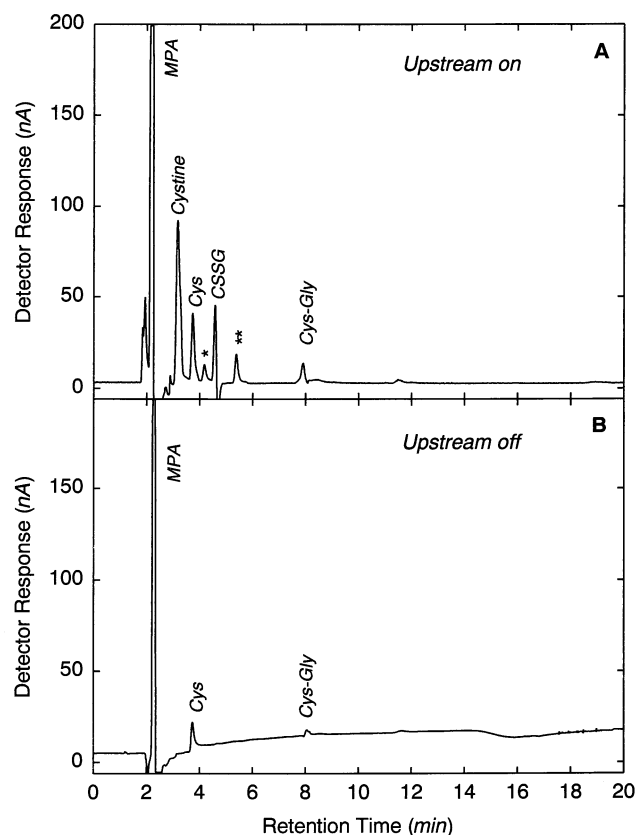 200
150
100
50
0
Detector Response (nA)
MPA
Cystine
Cys
*
CSSG
**
Cys-Gly
Upstream on
A
150
100
50
0
Detector Response (nA)
MPA
Cys
Cys-Gly
Upstream off
B
0 2 4 6 8 10 12 14 16 18 20
Retention Time (min)